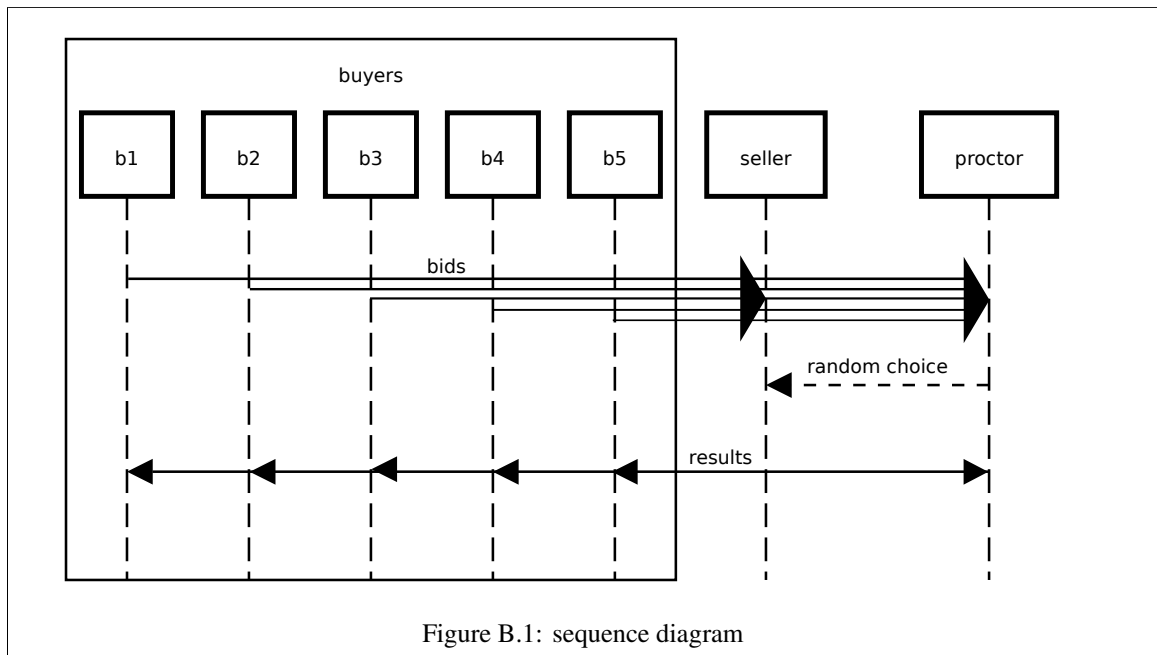 buyers
b1 b2 b3 b4 b5 seller proctor
bids
random choice
results
Figure B.1: sequence diagram